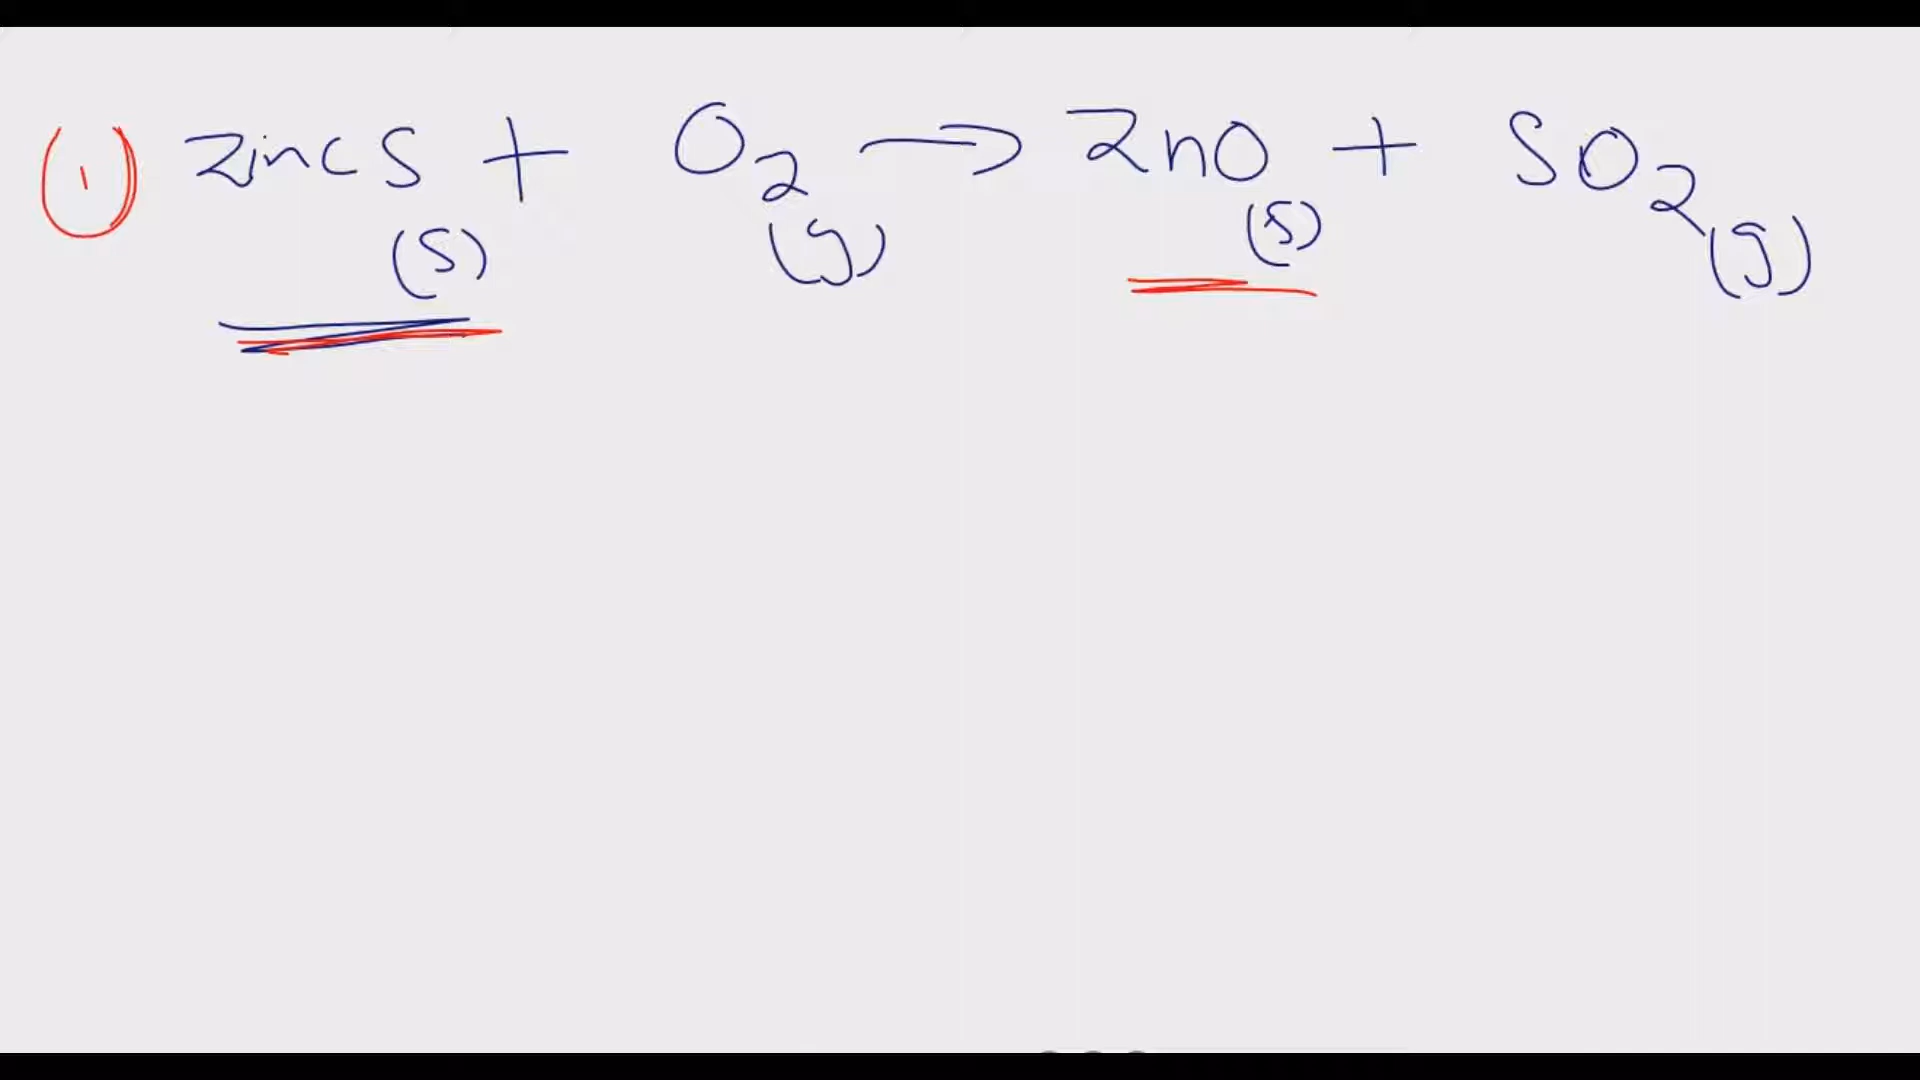 1 zincS + O₂ → ZnO + SO₂
(s) (g) (s) (g)